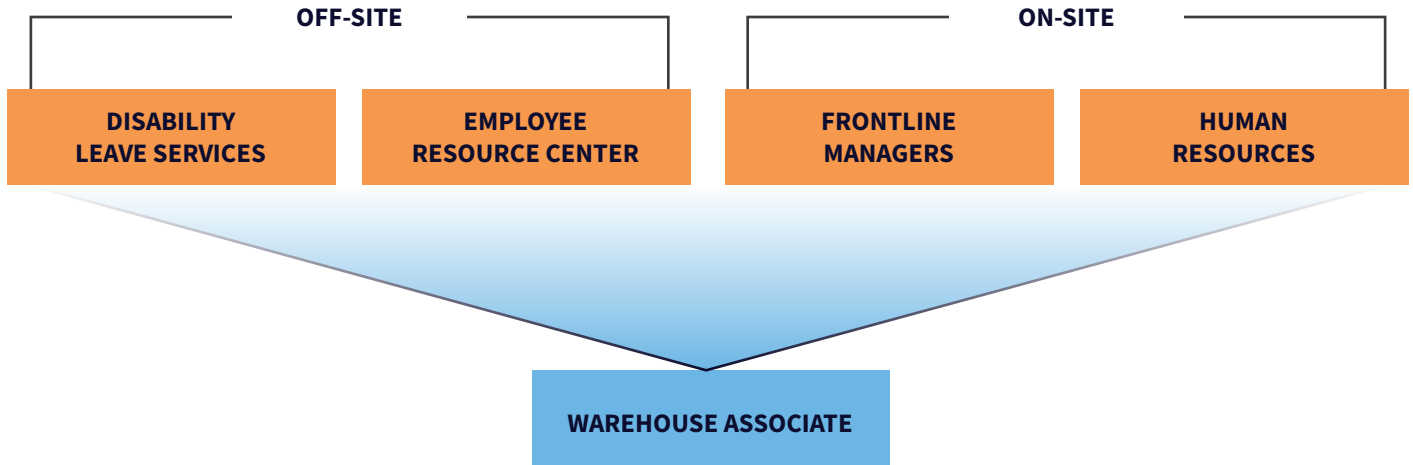 OFF-SITE
ON-SITE
DISABILITY
LEAVE SERVICES
EMPLOYEE
RESOURCE CENTER
FRONTLINE
MANAGERS
HUMAN
RESOURCES
WAREHOUSE ASSOCIATE